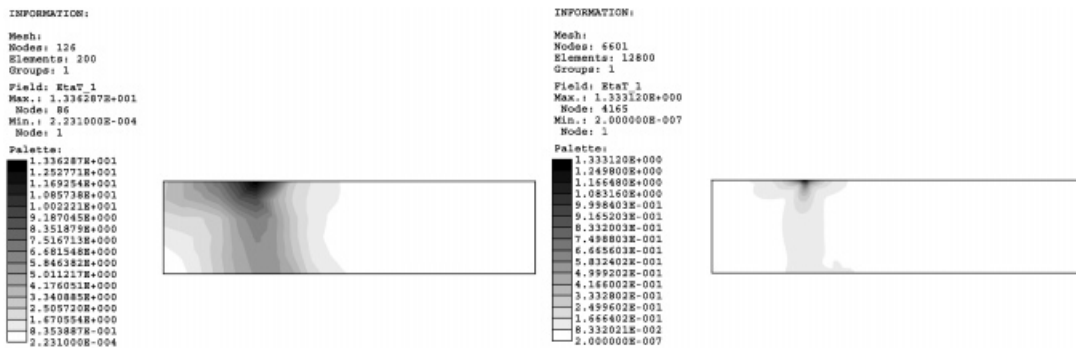 INFORMATION:
Mesh:
Nodes: 126
Elements: 200
Groups: 1
Field: EtaT_1
Max.: 1.336287E+001
Node: 86
Min.: 2.231000E-004
Node: 1
Palette:
1.336287E+001
1.252771E+001
1.169254E+001
1.085738E+001
1.002221E+001
9.187045E+000
8.351879E+000
7.516713E+000
6.681548E+000
5.846382E+000
5.011217E+000
4.176051E+000
3.340885E+000
2.505720E+000
1.670554E+000
8.353887E-001
2.231000E-004
INFORMATION:
Mesh:
Nodes: 6601
Elements: 12800
Groups: 1
Field: EtaT_1
Max.: 1.333120E+000
Node: 4165
Min.: 2.000000E-007
Node: 1
Palette:
1.333120E+000
1.249800E+000
1.166480E+000
1.083160E+000
9.998403E-001
9.165203E-001
8.332003E-001
7.498803E-001
6.665603E-001
5.832402E-001
4.999202E-001
4.166002E-001
3.332802E-001
2.499602E-001
1.666402E-001
8.332021E-002
2.000000E-007